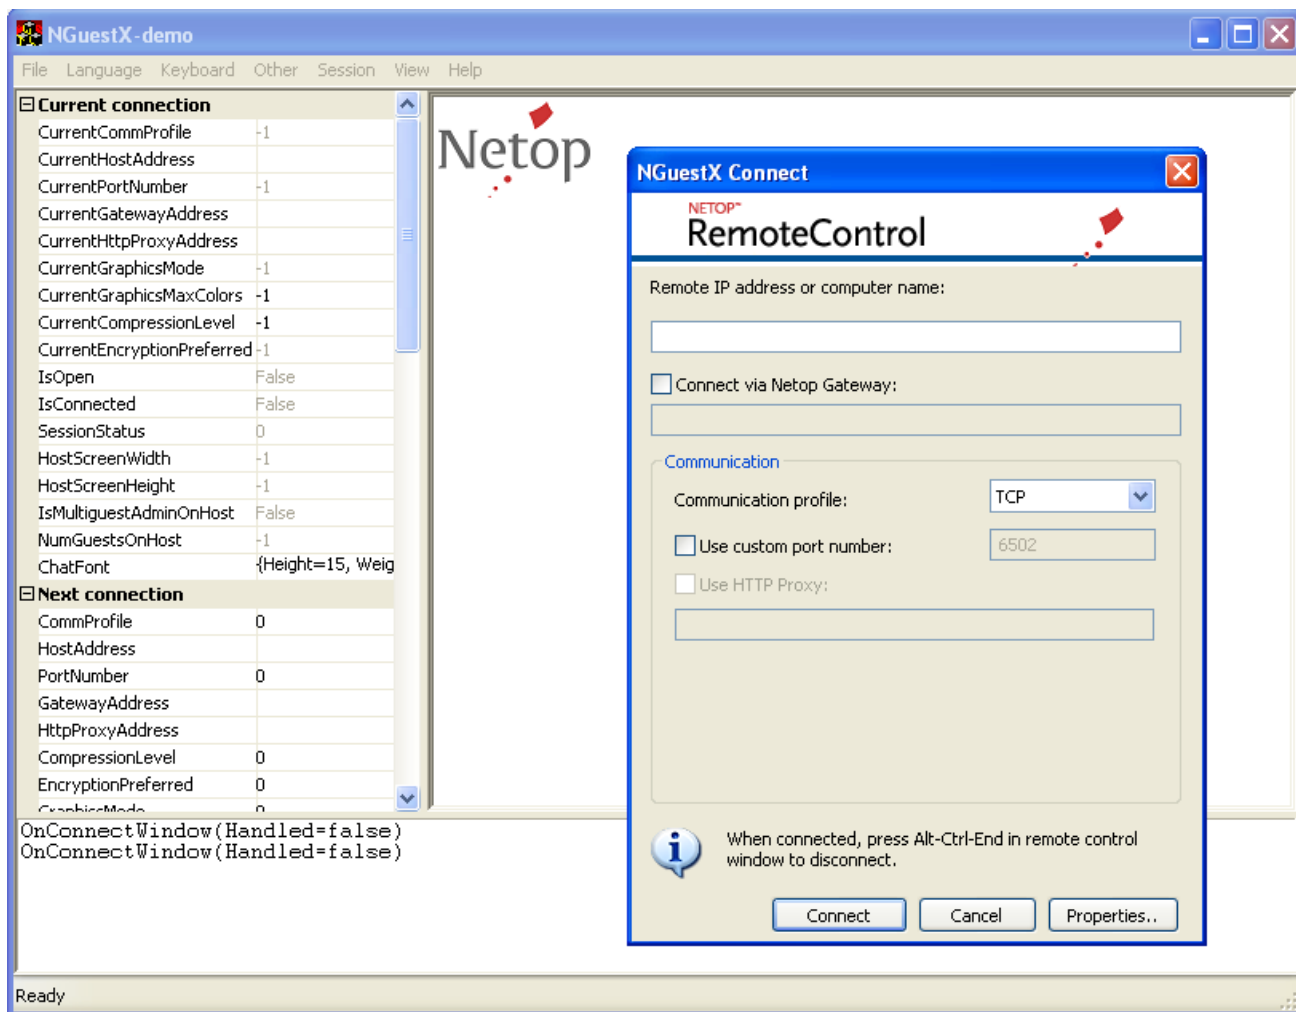 NGuestX-demo
File Language Keyboard Other Session View Help
Current connection
CurrentCommProfile -1
CurrentHostAddress
CurrentPortNumber -1
CurrentGatewayAddress
CurrentHttpProxyAddress
CurrentGraphicsMode -1
CurrentGraphicsMaxColors -1
CurrentCompressionLevel -1
CurrentEncryptionPreferred -1
IsOpen False
IsConnected False
SessionStatus 0
HostScreenWidth -1
HostScreenHeight -1
IsMultiguestAdminOnHost False
NumGuestsOnHost -1
ChatFont {Height=15, Weig
Next connection
CommProfile 0
HostAddress
PortNumber 0
GatewayAddress
HttpProxyAddress
CompressionLevel 0
EncryptionPreferred 0
GraphicsMode 0
Netop
NGuestX Connect
NETOP™
RemoteControl
Remote IP address or computer name:
Connect via Netop Gateway:
Communication
Communication profile: TCP
Use custom port number: 6502
Use HTTP Proxy:
When connected, press Alt-Ctrl-End in remote control
window to disconnect.
Connect Cancel Properties..
OnConnectWindow(Handled=false)
OnConnectWindow(Handled=false)
Ready